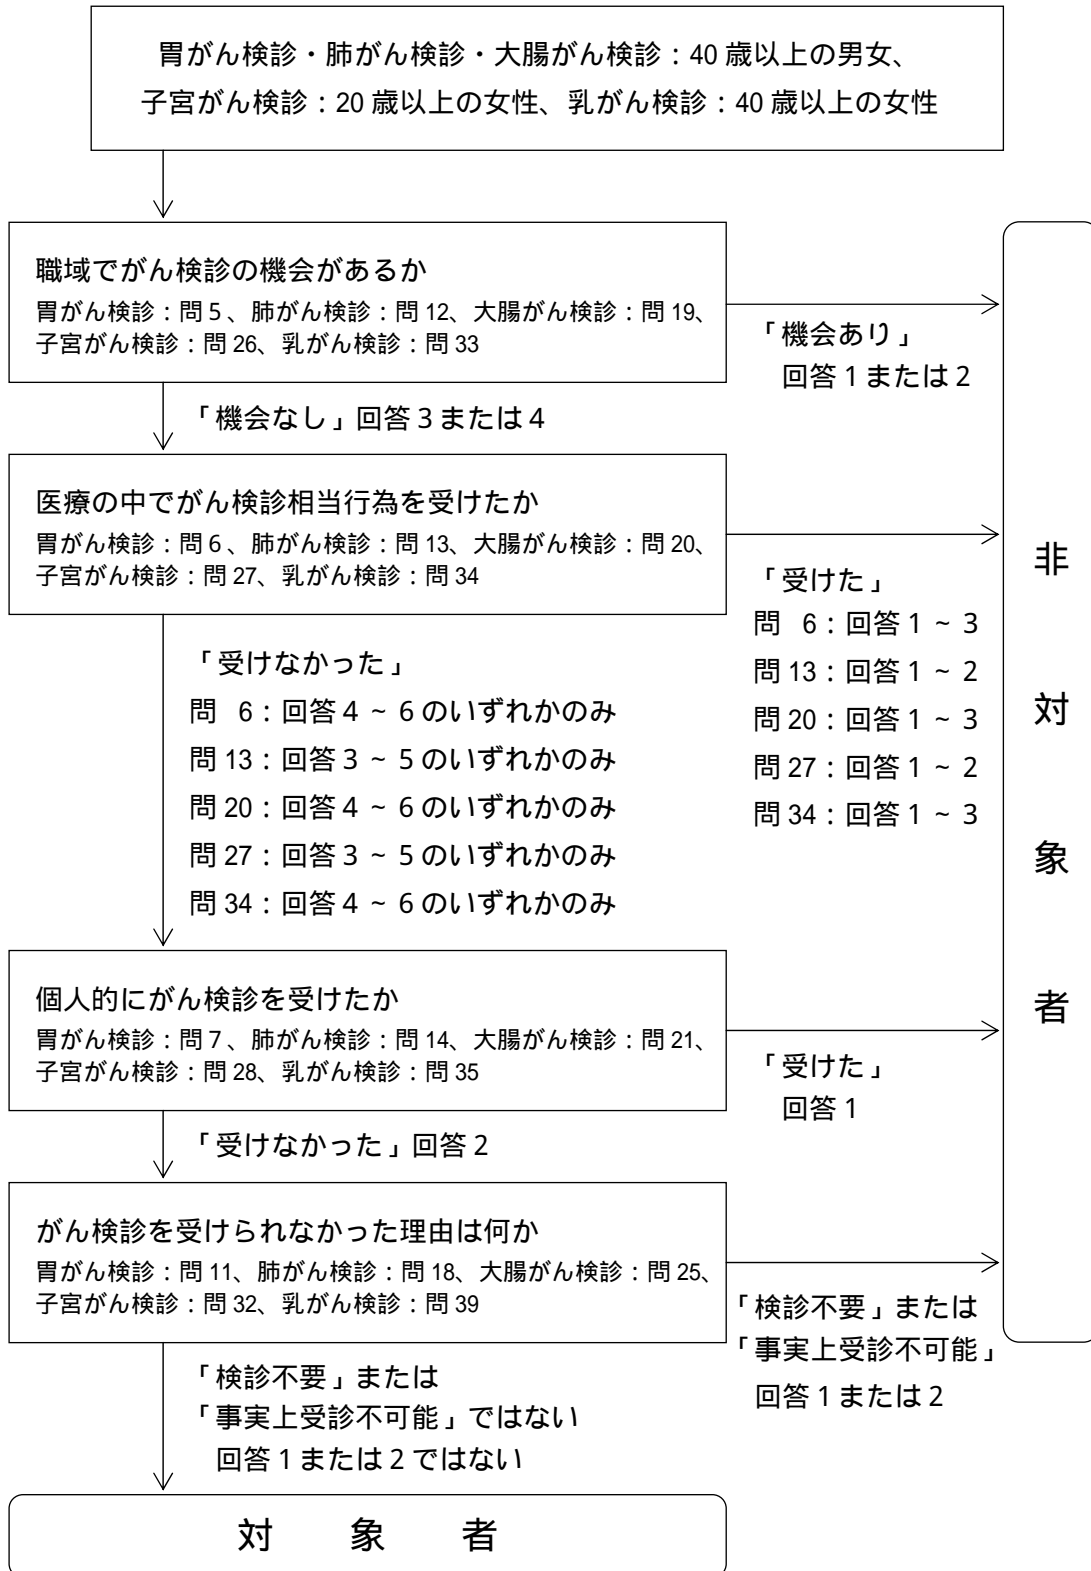 胃がん検診・肺がん検診・大腸がん検診：40 歳以上の男女、
子宮がん検診：20 歳以上の女性、乳がん検診：40 歳以上の女性
職域でがん検診の機会があるか
胃がん検診：問 5 、肺がん検診：問 12、大腸がん検診：問 19、
子宮がん検診：問 26、乳がん検診：問 33
「機会あり」
回答 1 または 2
「機会なし」回答 3 または 4
医療の中でがん検診相当行為を受けたか
胃がん検診：問 6 、肺がん検診：問 13、大腸がん検診：問 20、
子宮がん検診：問 27、乳がん検診：問 34
「受けた」
問 6：回答 1 ~ 3
問 13：回答 1 ~ 2
問 20：回答 1 ~ 3
問 27：回答 1 ~ 2
問 34：回答 1 ~ 3
「受けなかった」
問 6：回答 4 ~ 6 のいずれかのみ
問 13：回答 3 ~ 5 のいずれかのみ
問 20：回答 4 ~ 6 のいずれかのみ
問 27：回答 3 ~ 5 のいずれかのみ
問 34：回答 4 ~ 6 のいずれかのみ
個人的にがん検診を受けたか
胃がん検診：問 7 、肺がん検診：問 14、大腸がん検診：問 21、
子宮がん検診：問 28、乳がん検診：問 35
「受けた」
回答 1
「受けなかった」回答 2
がん検診を受けられなかった理由は何か
胃がん検診：問 11、肺がん検診：問 18、大腸がん検診：問 25、
子宮がん検診：問 32、乳がん検診：問 39
「検診不要」または
「事実上受診不可能」
回答 1 または 2
「検診不要」または
「事実上受診不可能」ではない
回答 1 または 2 ではない
対 象 者
非対象者